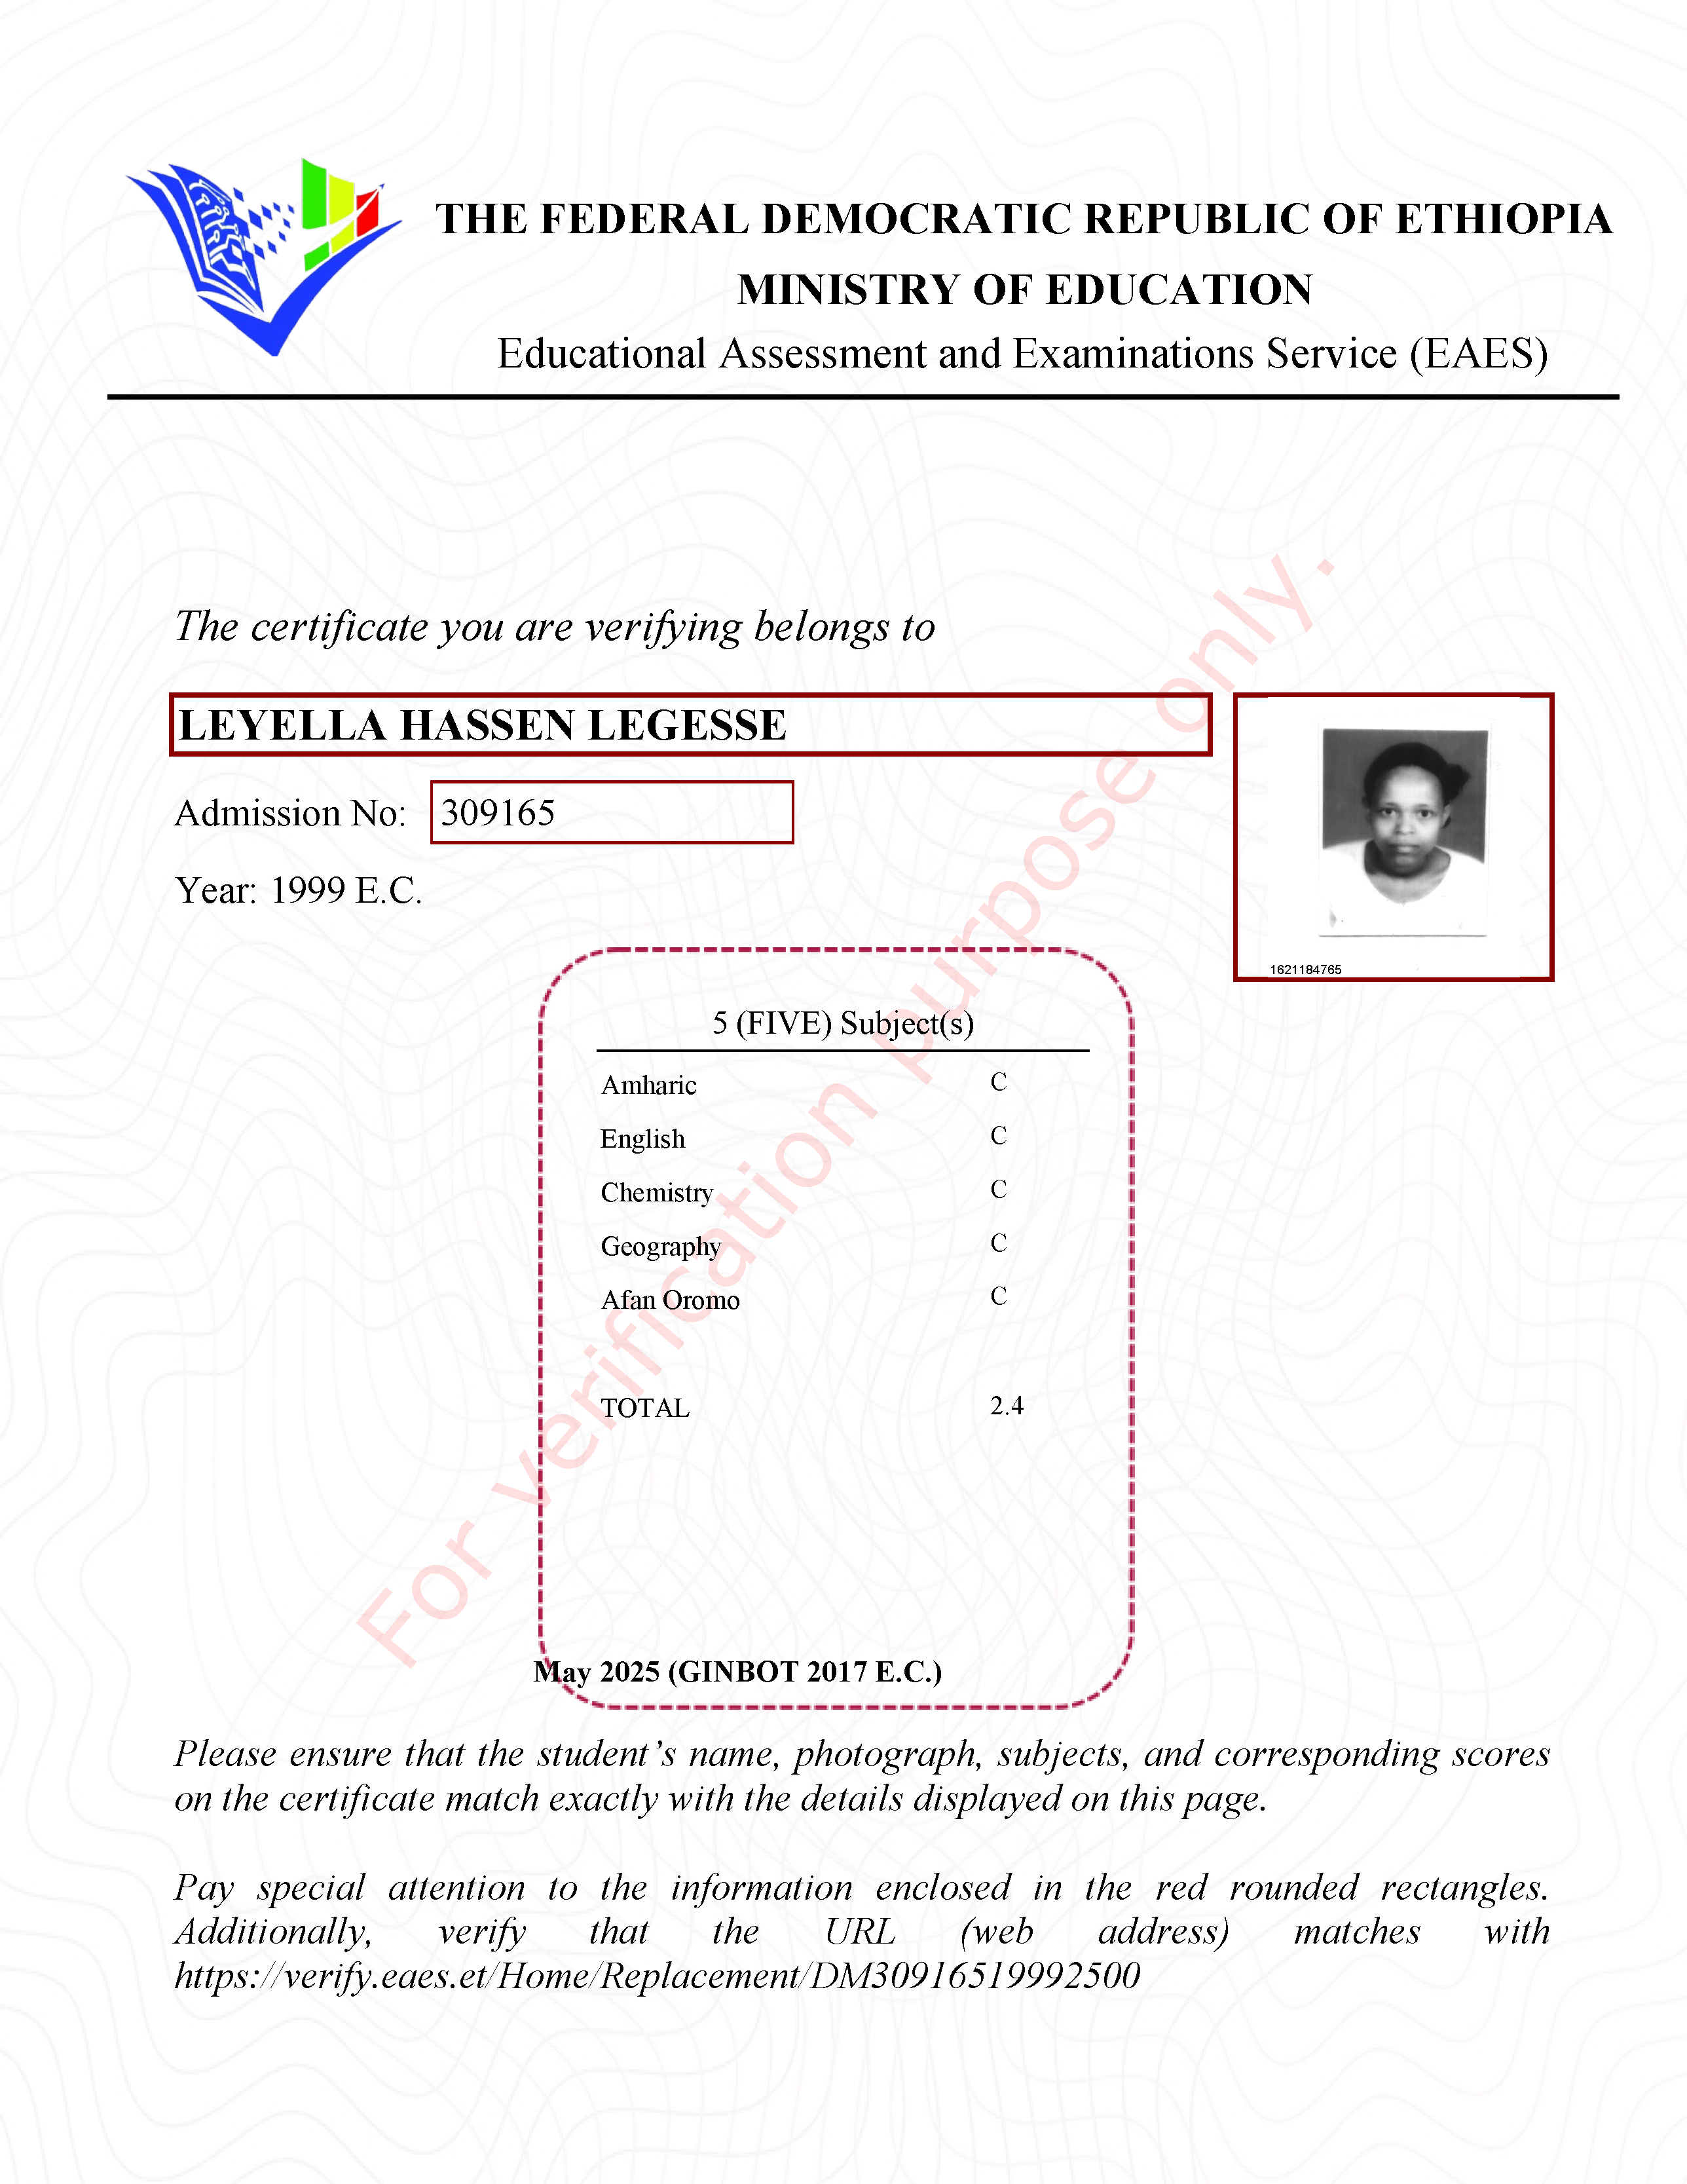 THE FEDERAL DEMOCRATIC REPUBLIC OF ETHIOPIA
MINISTRY OF EDUCATION
Educational Assessment and Examinations Service (EAES)
The certificate you are verifying belongs to
LEYELLA HASSEN LEGESSE
Admission No: 309165
Year: 1999 E.C.
1621184765
5 (FIVE) Subject(s)
Amharic C
English C
Chemistry C
Geography C
Afan Oromo C
TOTAL 2.4
For verification purpose only.
May 2025 (GINBOT 2017 E.C.)
Please ensure that the student’s name, photograph, subjects, and corresponding scores
on the certificate match exactly with the details displayed on this page.
Pay special attention to the information enclosed in the red rounded rectangles.
Additionally, verify that the URL (web address) matches with
https://verify.eaes.et/Home/Replacement/DM30916519992500